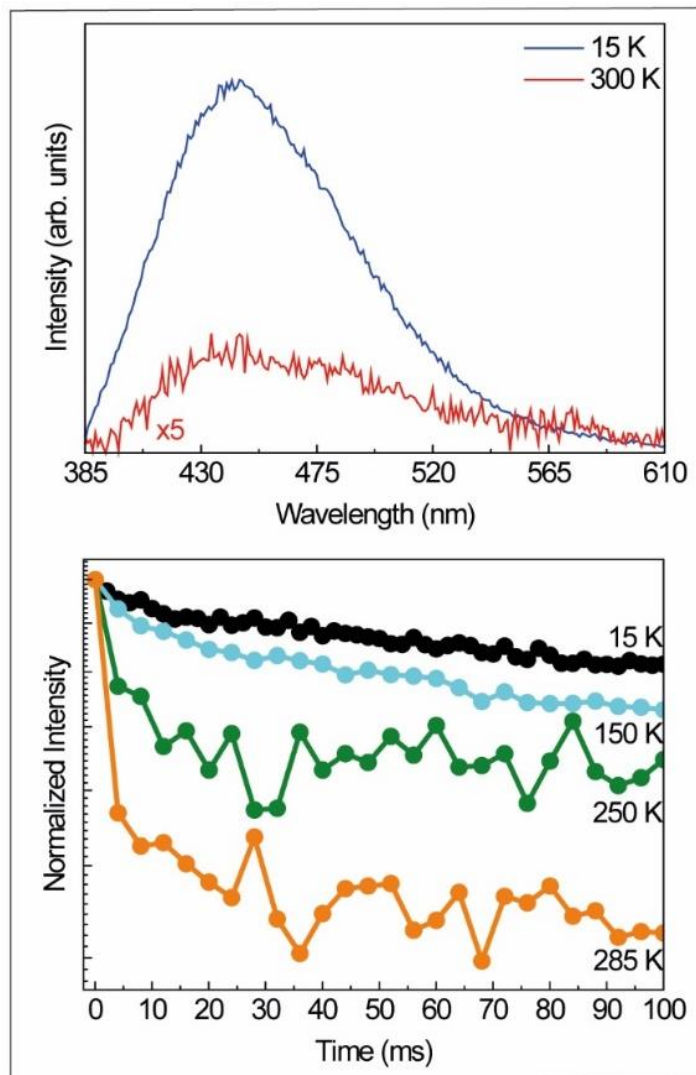 15 K
300 K
Intensity (arb. units)
x5
385 430 475 520 565 610
Wavelength (nm)
15 K
150 K
250 K
285 K
Normalized Intensity
0 10 20 30 40 50 60 70 80 90 100
Time (ms)